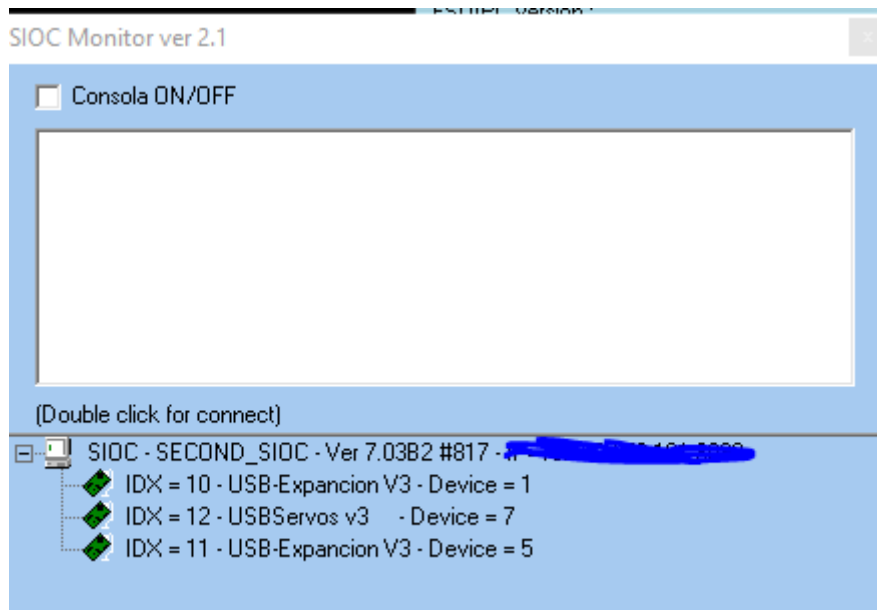 SIOC Monitor ver 2.1
x
Consola ON/OFF
(Double click for connect)
SIOC - SECOND_SIOC - Ver 7.03B2 #817 -
IDX = 10 - USB-Expancion V3 - Device = 1
IDX = 12 - USBServos v3 - Device = 7
IDX = 11 - USB-Expancion V3 - Device = 5